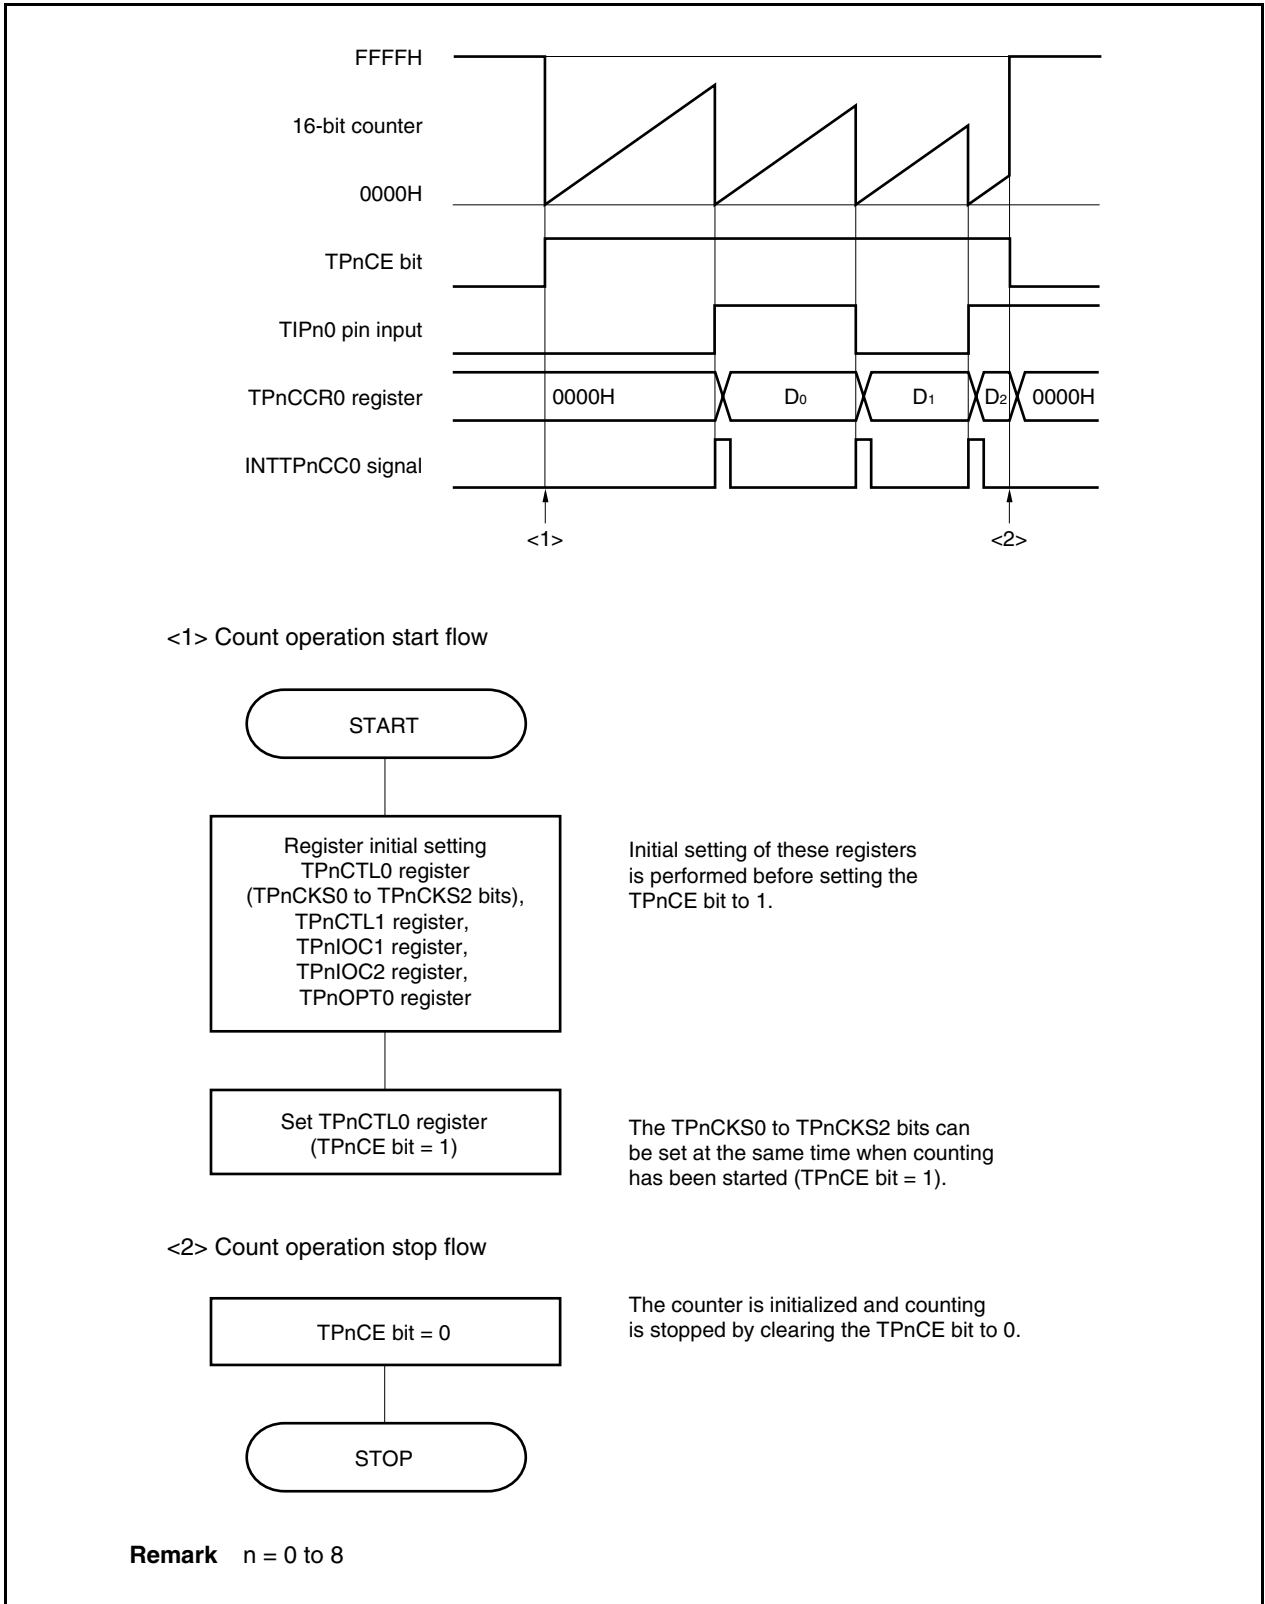 FFFFH
16-bit counter
0000H
TPnCE bit
TIPn0 pin input
TPnCCR0 register
0000H
D0
D1
D2
0000H
INTTPnCC0 signal
<1>
<2>
<1> Count operation start flow
START
Register initial setting
TPnCTL0 register
(TPnCKS0 to TPnCKS2 bits),
TPnCTL1 register,
TPnIOC1 register,
TPnIOC2 register,
TPnOPT0 register
Initial setting of these registers
is performed before setting the
TPnCE bit to 1.
Set TPnCTL0 register
(TPnCE bit = 1)
The TPnCKS0 to TPnCKS2 bits can
be set at the same time when counting
has been started (TPnCE bit = 1).
<2> Count operation stop flow
TPnCE bit = 0
The counter is initialized and counting
is stopped by clearing the TPnCE bit to 0.
STOP
Remark n = 0 to 8